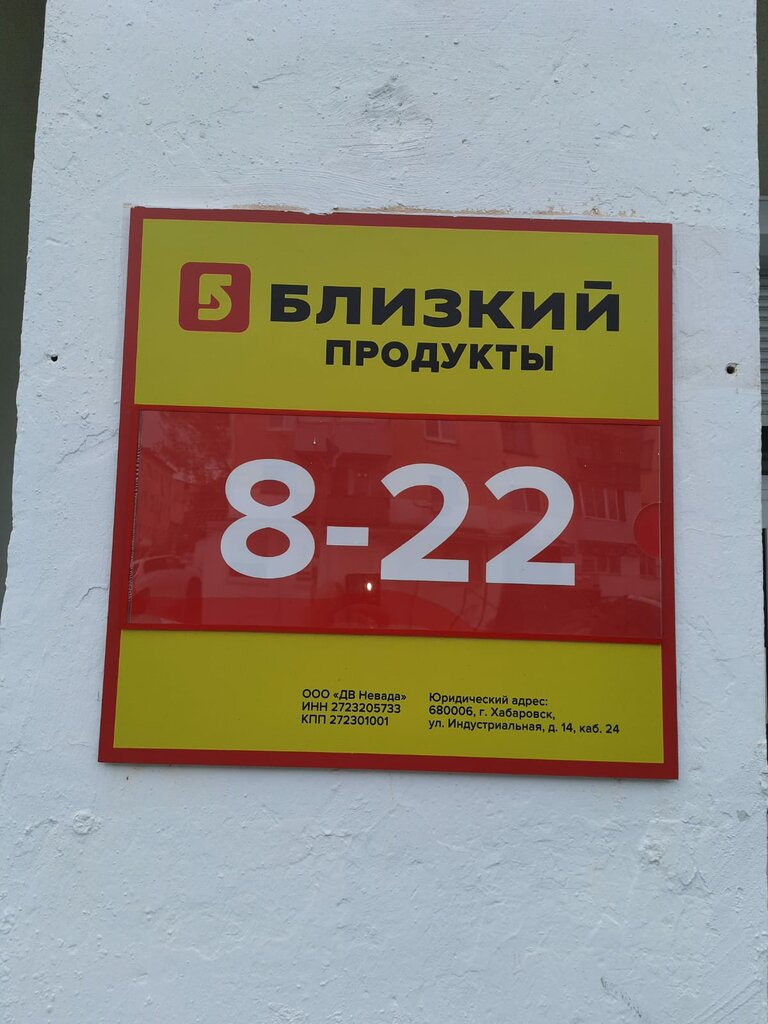 БЛИЗКИЙ
ПРОДУКТЫ
8-22
ООО «ДВ Невада»
ИНН 2723205733
КПП 272301001
Юридический адрес:
680006, г. Хабаровск,
ул. Индустриальная, д. 14, каб. 24